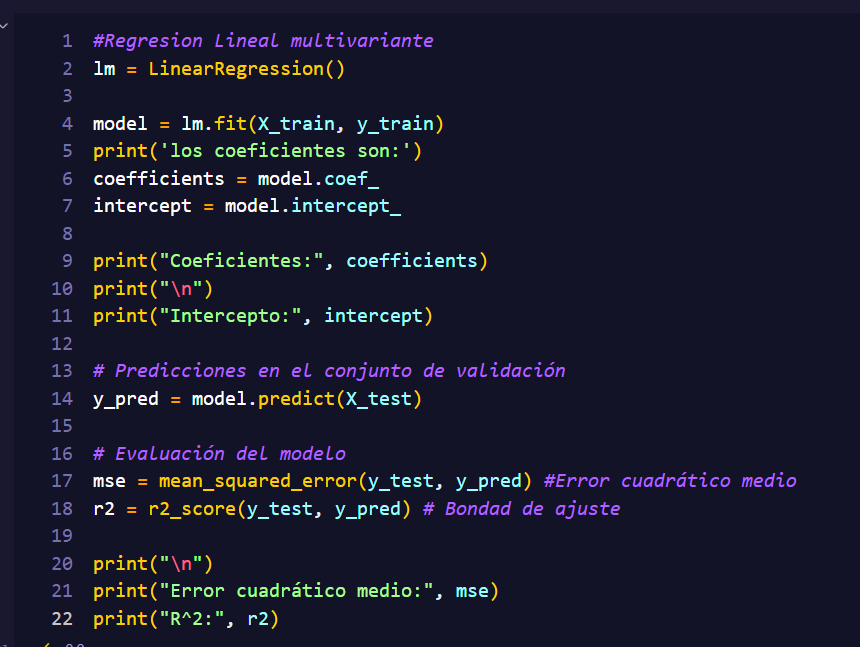 1 #Regresion Lineal multivariante
2 lm = LinearRegression()
3
4 model = lm.fit(X_train, y_train)
5 print('los coeficientes son:')
6 coefficients = model.coef_
7 intercept = model.intercept_
8
9 print("Coeficientes:", coefficients)
10 print("\n")
11 print("Intercepto:", intercept)
12
13 # Predicciones en el conjunto de validación
14 y_pred = model.predict(X_test)
15
16 # Evaluación del modelo
17 mse = mean_squared_error(y_test, y_pred) #Error cuadrático medio
18 r2 = r2_score(y_test, y_pred) # Bondad de ajuste
19
20 print("\n")
21 print("Error cuadrático medio:", mse)
22 print("R^2:", r2)